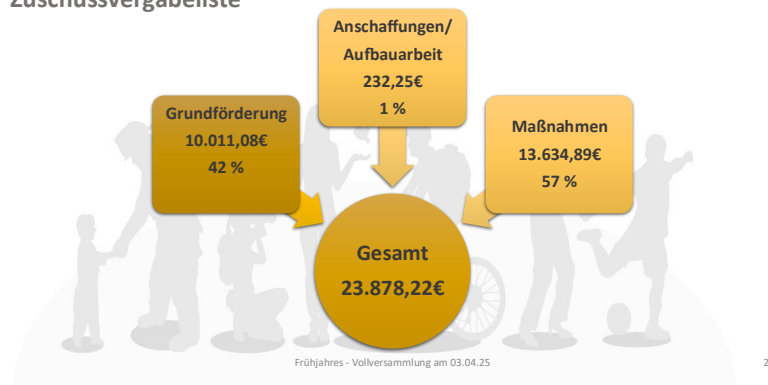 Zuschussvergabeliste
Anschaffungen/
Aufbauarbeit
232,25€
1 %
Grundförderung
10.011,08€
42 %
Maßnahmen
13.634,89€
57 %
Gesamt
23.878,22€
Frühjahres - Vollversammlung am 03.04.25
2